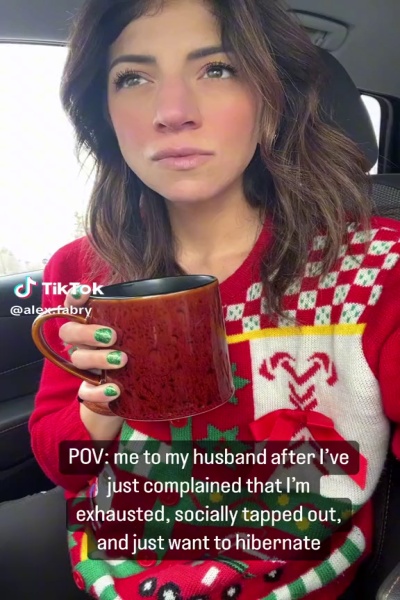 TikTok
@alex.fabry
POV: me to my husband after I've
just complained that I'm
exhausted, socially tapped out,
and just want to hibernate